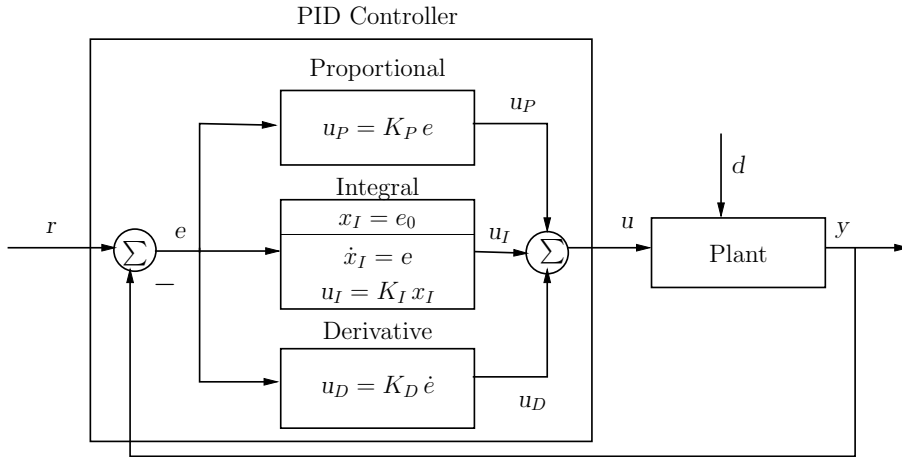 PID Controller
Proportional
u_P = K_P e
u_P
Integral
x_I = e_0
ẋ_I = e
u_I = K_I x_I
u_I
Derivative
u_D = K_D ė
u_D
r
∑
e
−
∑
u
d
Plant
y